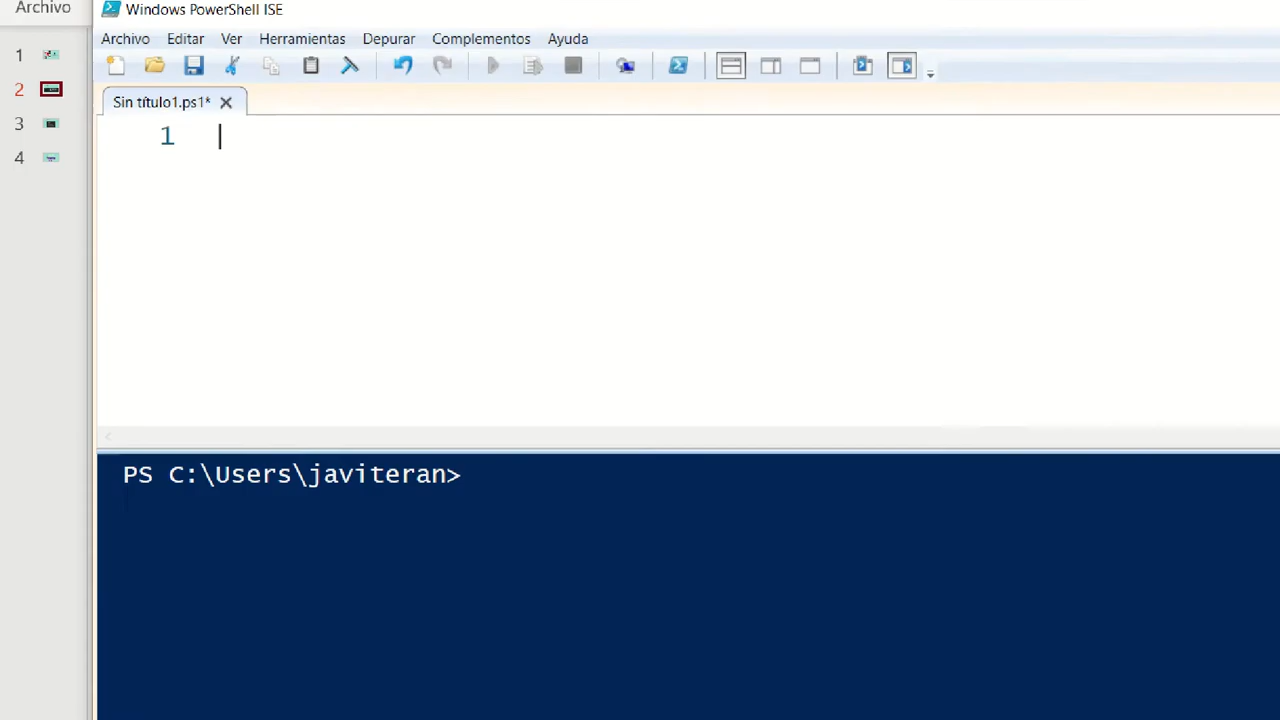 Archivo
Windows PowerShell ISE
Archivo Editar Ver Herramientas Depurar Complementos Ayuda
1
2
3
4
Sin título1.ps1*
1
PS C:\Users\javiteran>